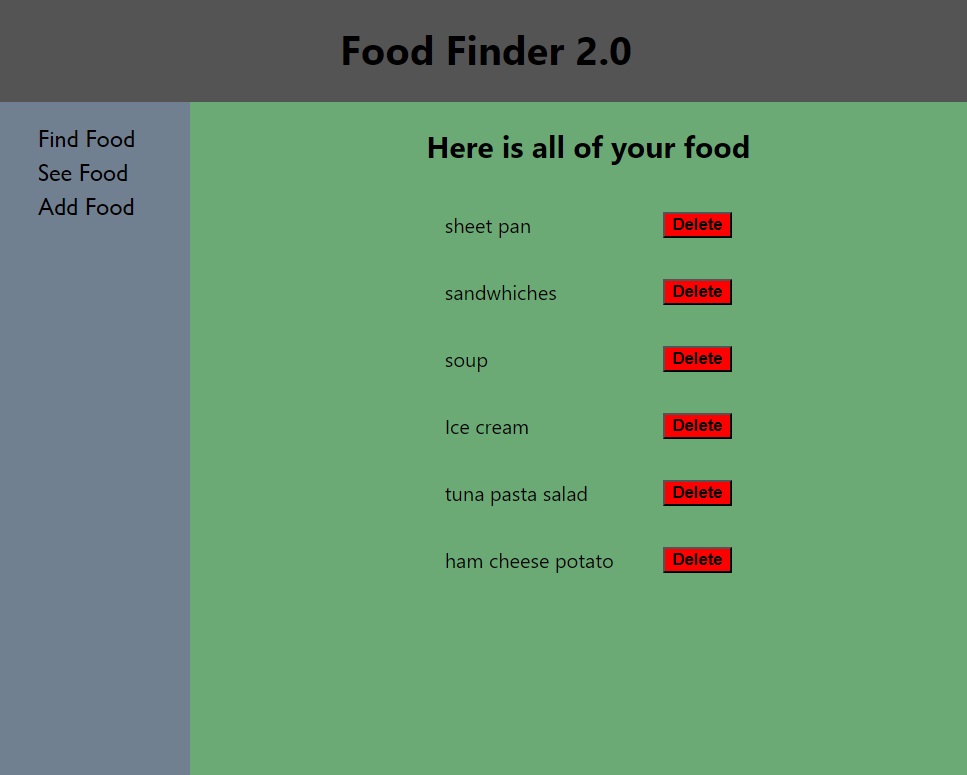 Food Finder 2.0
Find Food
See Food
Add Food
Here is all of your food
sheet pan Delete
sandwhiches Delete
soup Delete
Ice cream Delete
tuna pasta salad Delete
ham cheese potato Delete